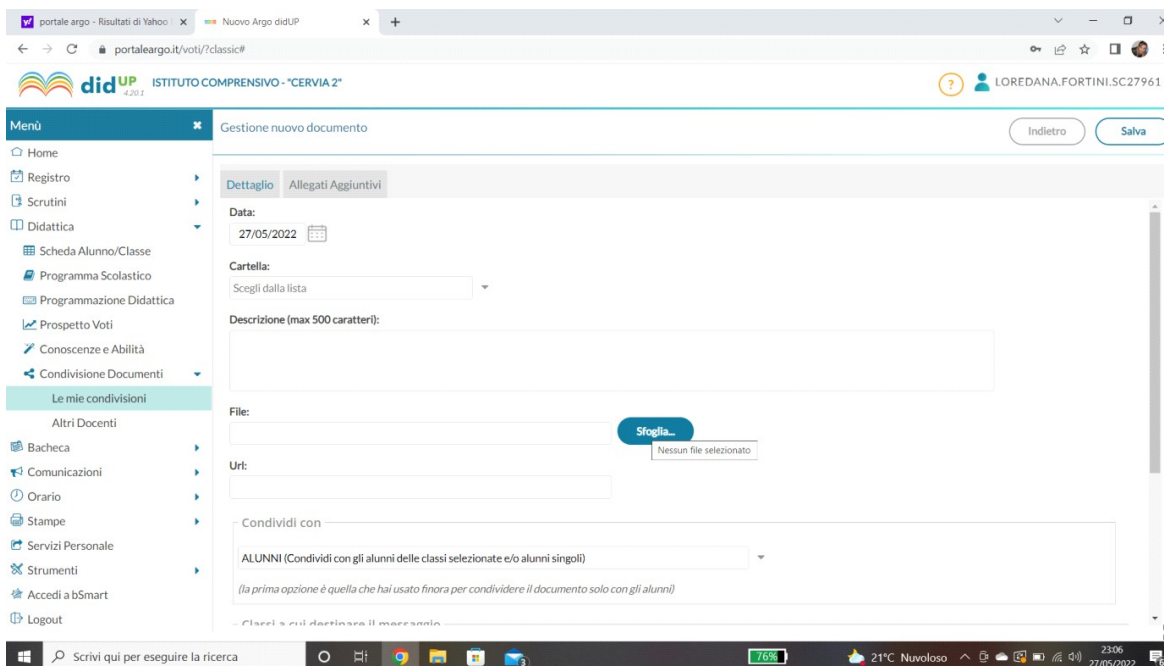 portale argo - Risultati di Yahoo
Nuovo Argo didUP
portaleargo.it/voti/?classic#
didUP
4.20.1
ISTITUTO COMPRENSIVO - "CERVIA 2"
?
LOREDANA.FORTINI.SC27961
Menù
Gestione nuovo documento
Indietro
Salva
Home
Registro
Scrutini
Didattica
Scheda Alunno/Classe
Programma Scolastico
Programmazione Didattica
Prospetto Voti
Conoscenze e Abilità
Condivisione Documenti
Le mie condivisioni
Altri Docenti
Bacheca
Comunicazioni
Orario
Stampe
Servizi Personale
Strumenti
Accedi a bSmart
Logout
Dettaglio
Allegati Aggiuntivi
Data:
27/05/2022
Cartella:
Scegli dalla lista
Descrizione (max 500 caratteri):
File:
Sfoglia...
Nessun file selezionato
Url:
Condividi con
ALUNNI (Condividi con gli alunni delle classi selezionate e/o alunni singoli)
(la prima opzione è quella che hai usato finora per condividere il documento solo con gli alunni)
Classi a cui destinare il messaggio
Scrivi qui per eseguire la ricerca
76%
21°C Nuvoloso
23:06
27/05/2022